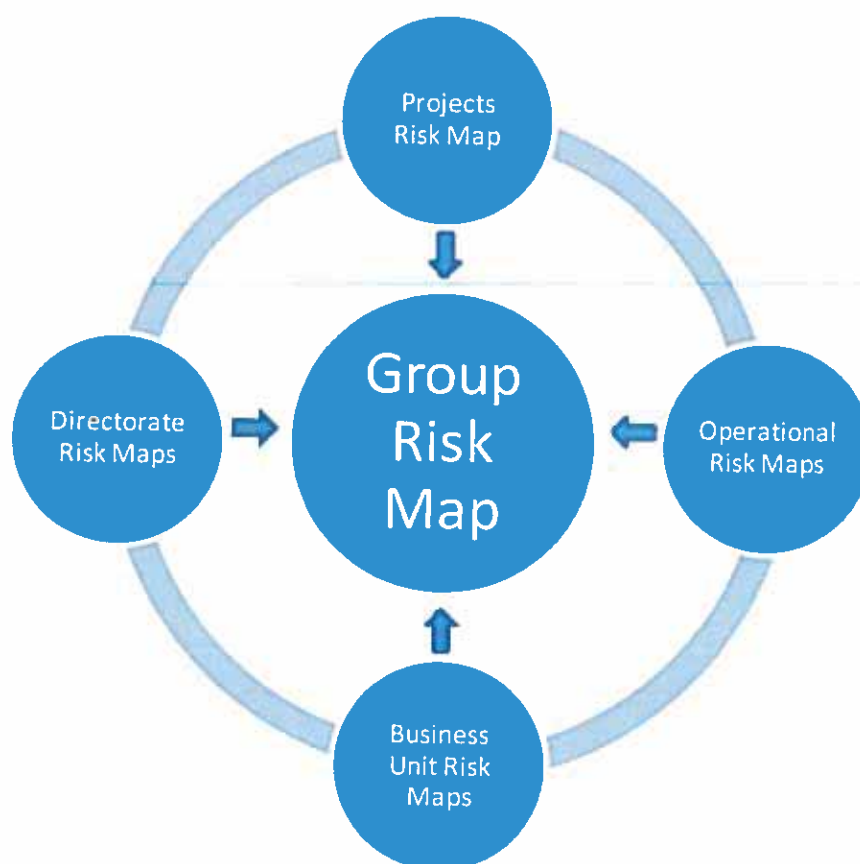 Projects
Risk Map
Group
Risk
Map
Directorate
Risk Maps
Operational
Risk Maps
Business
Unit Risk
Maps